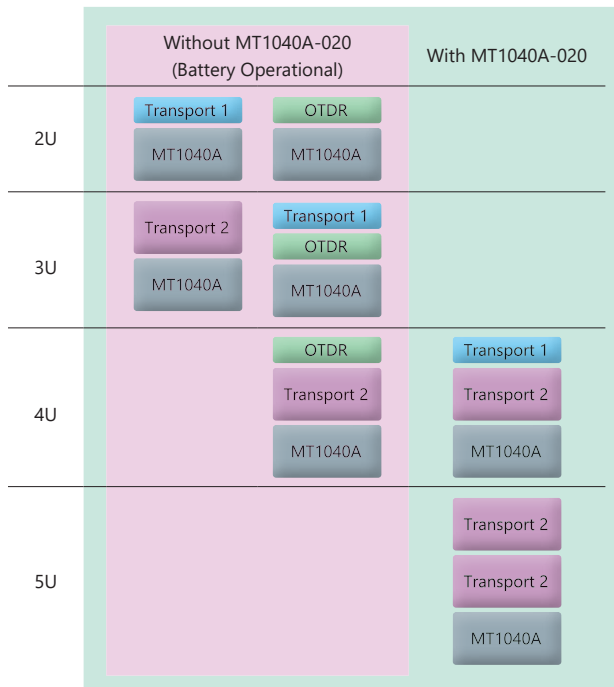 Without MT1040A-020
(Battery Operational)
With MT1040A-020
2U
Transport 1
MT1040A
OTDR
MT1040A
3U
Transport 2
MT1040A
Transport 1
OTDR
MT1040A
4U
OTDR
Transport 2
MT1040A
Transport 1
Transport 2
MT1040A
5U
Transport 2
Transport 2
MT1040A